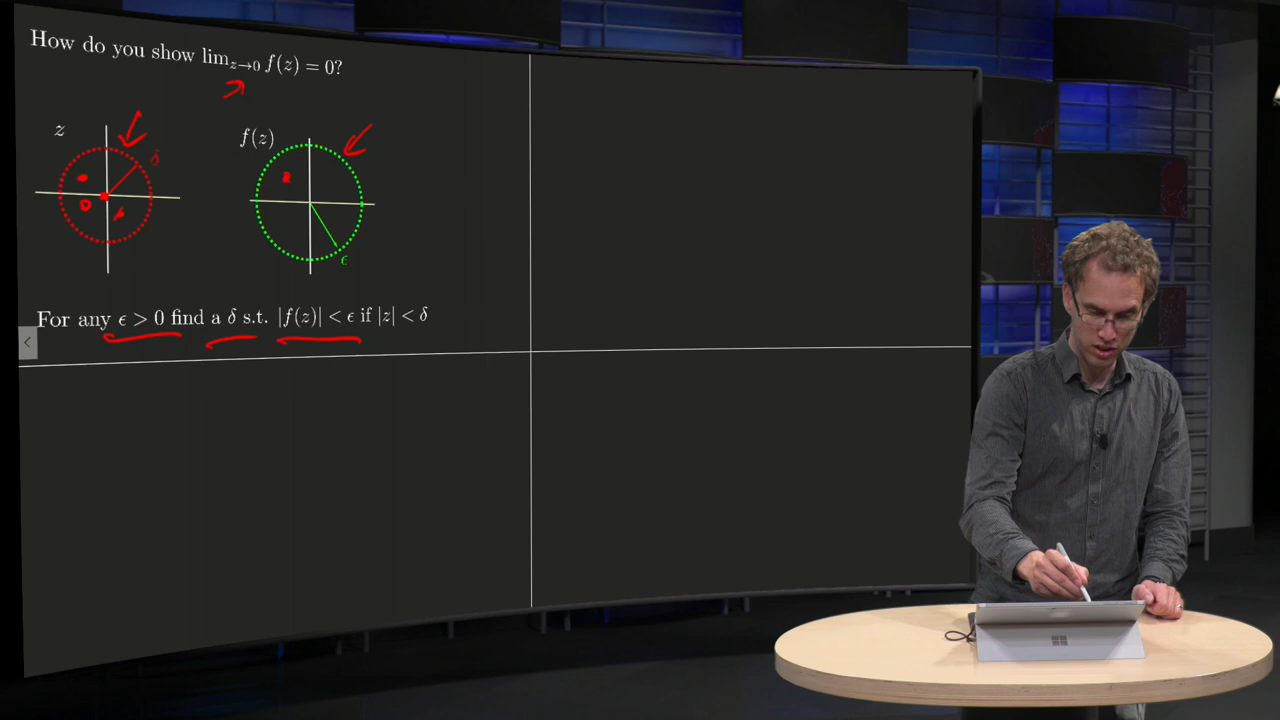 How do you show lim_{z→0} f(z) = 0?
z
δ
f(z)
ϵ
For any ϵ > 0 find a δ s.t. |f(z)| < ϵ if |z| < δ